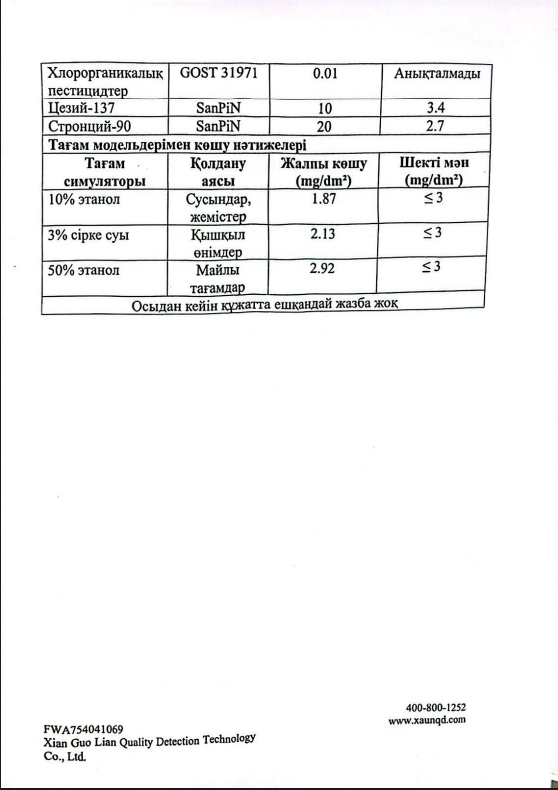 Хлорорганикалық пестицидтер GOST 31971 0.01 Анықталмады
Цезий-137 SanPiN 10 3.4
Стронций-90 SanPiN 20 2.7
Тағам модельдерімен көшу нәтижелері
Тағам симуляторы Қолдану аясы Жалпы көшу (mg/dm²) Шекті мән (mg/dm²)
10% этанол Сусындар, жемістер 1.87 ≤3
3% сірке суы Қышқыл өнімдер 2.13 ≤3
50% этанол Майлы тағамдар 2.92 ≤3
Осыдан кейін құжатта ешқандай жазба жоқ
400-800-1252
www.xaunqd.com
FWA754041069
Xian Guo Lian Quality Detection Technology
Co., Ltd.